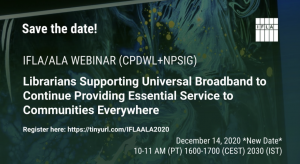 Save the date!
IFLA
IFLA/ALA WEBINAR (CPDWL+NPSIG)
Librarians Supporting Universal Broadband to
Continue Providing Essential Service to
Communities Everywhere
Register here: https://tinyurl.com/IFLAALA2020
December 14, 2020 *New Date*
10-11 AM (PT) 1600-1700 (CEST) 2030 (IST)